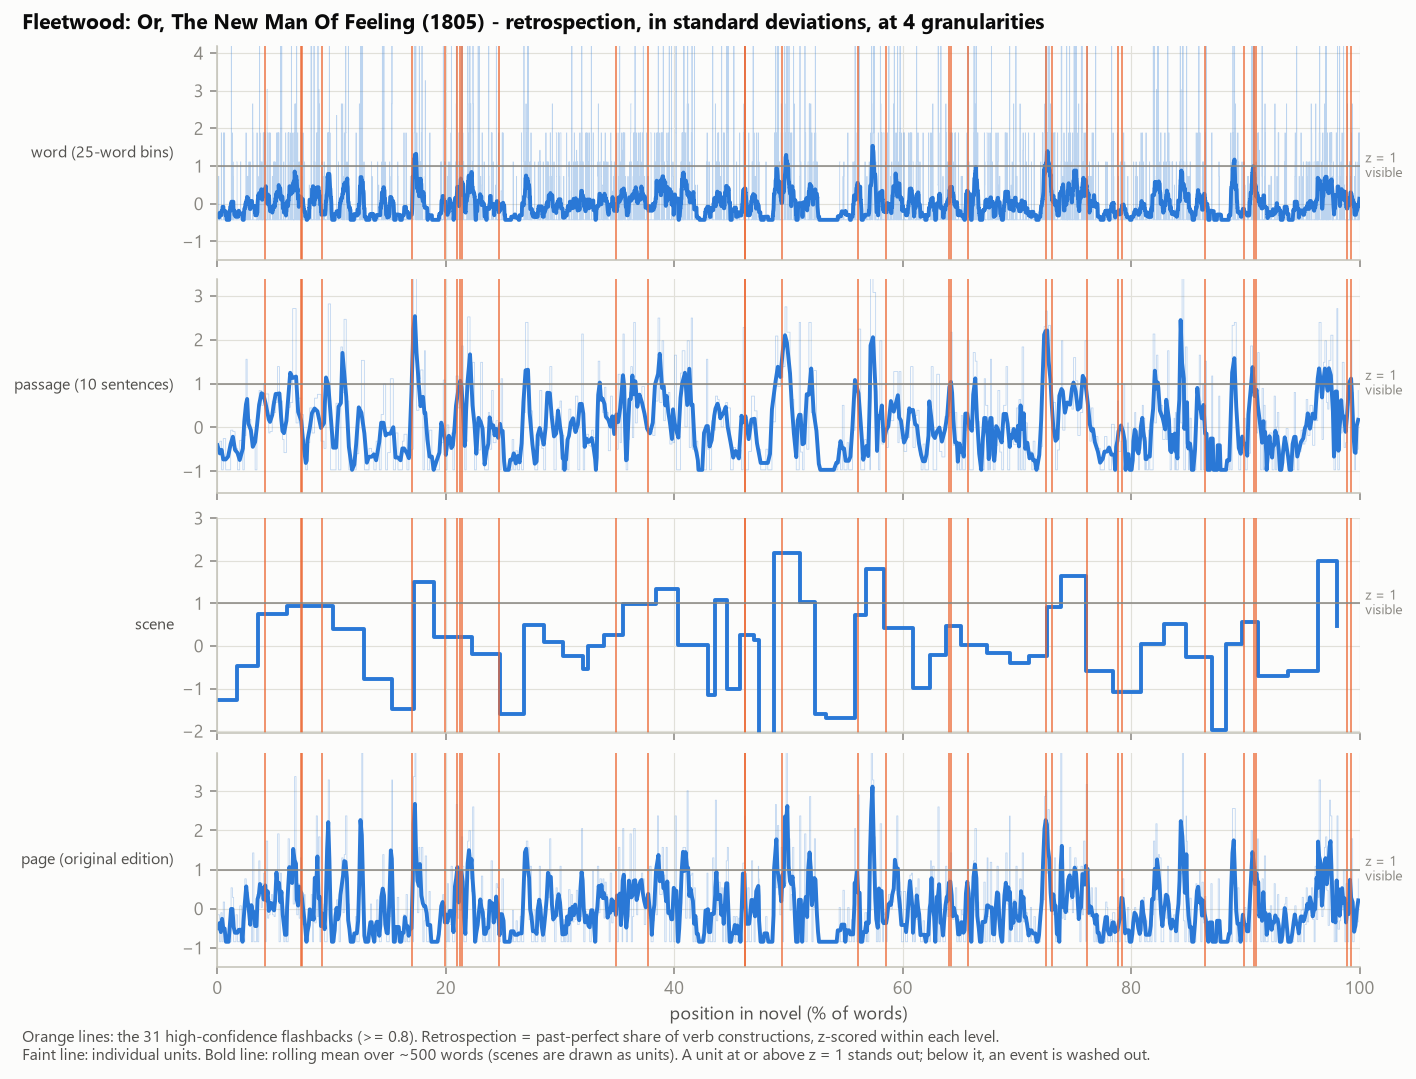 Fleetwood: Or, The New Man Of Feeling (1805) - retrospection, in standard deviations, at 4 granularities
4
3
2
1
0
−1
word (25-word bins)
z = 1
visible
3
2
1
0
−1
passage (10 sentences)
z = 1
visible
3
2
1
0
−1
−2
scene
z = 1
visible
3
2
1
0
−1
page (original edition)
z = 1
visible
0
20
40
60
80
100
position in novel (% of words)
Orange lines: the 31 high-confidence flashbacks (>= 0.8). Retrospection = past-perfect share of verb constructions, z-scored within each level.
Faint line: individual units. Bold line: rolling mean over ~500 words (scenes are drawn as units). A unit at or above z = 1 stands out; below it, an event is washed out.